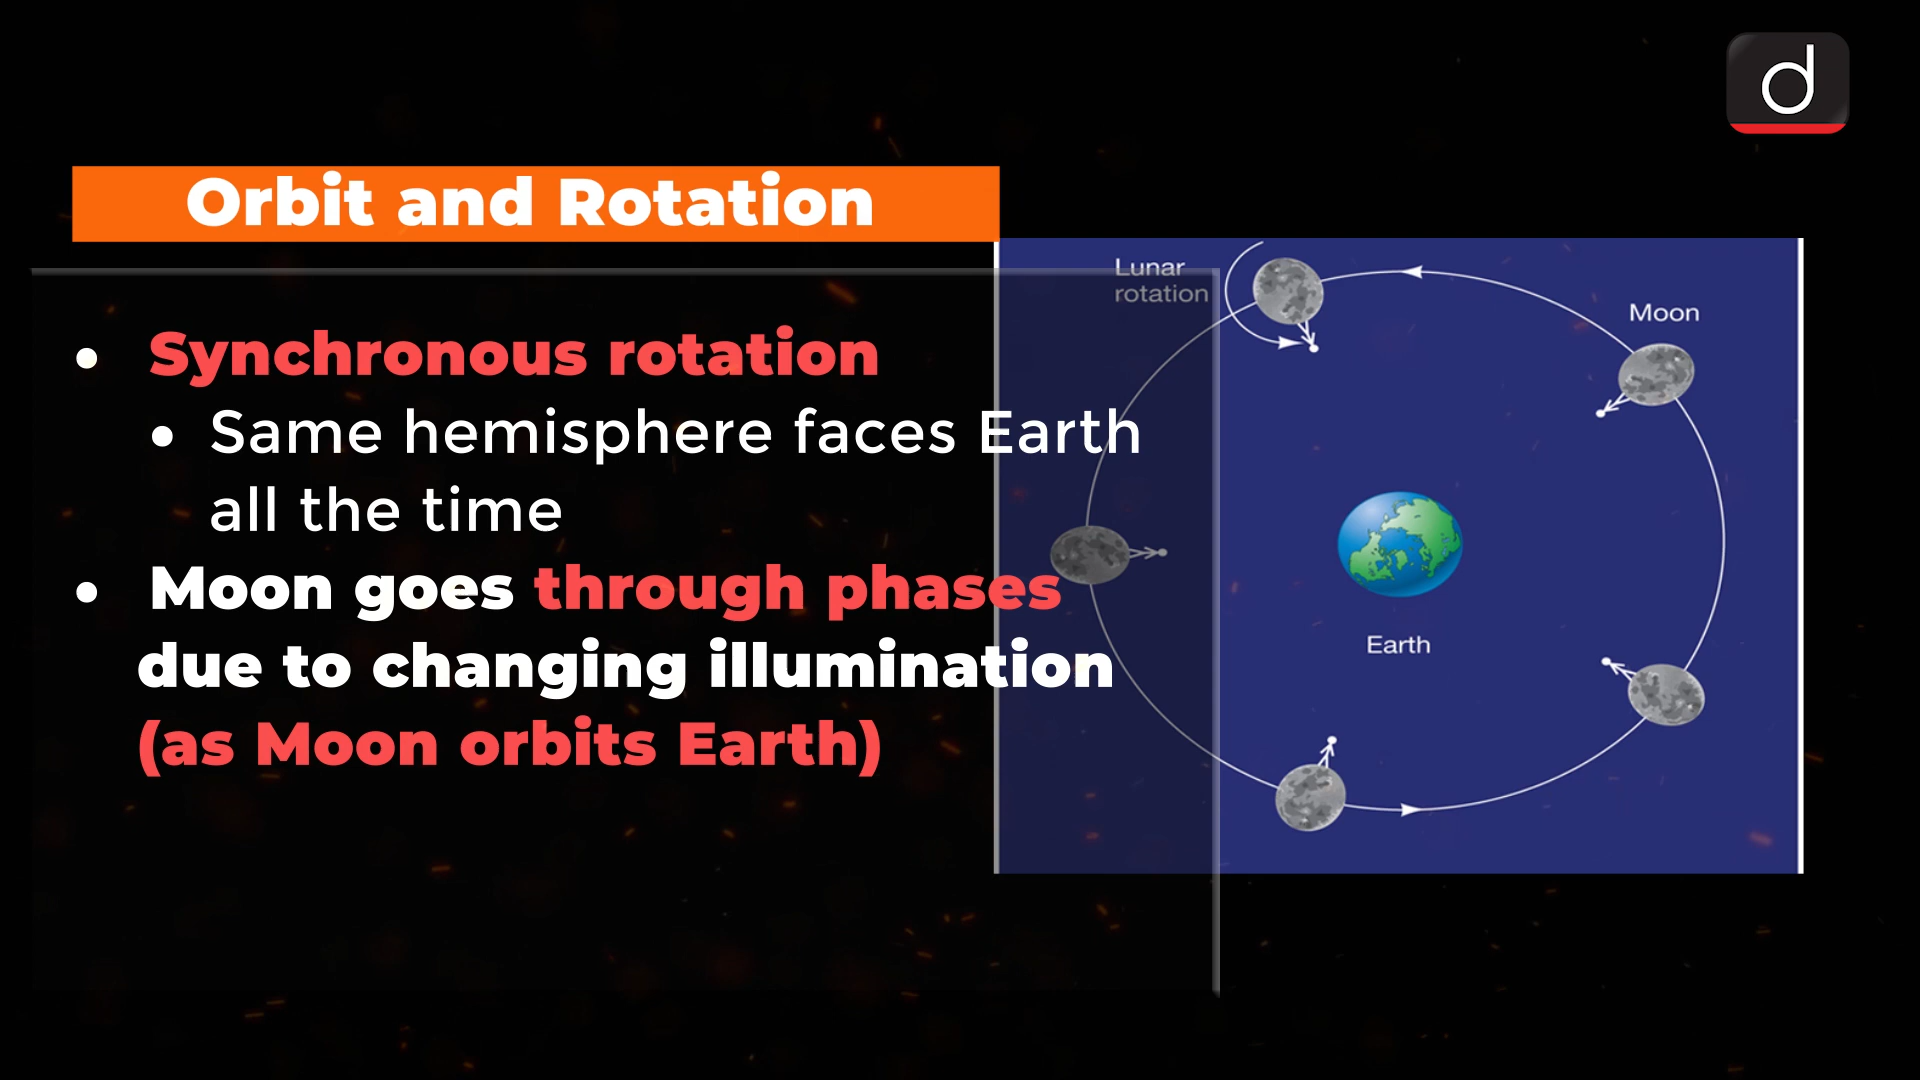 d
Orbit and Rotation
• Synchronous rotation
• Same hemisphere faces Earth
all the time
• Moon goes through phases
due to changing illumination
(as Moon orbits Earth)
Lunar
rotation
Moon
Earth